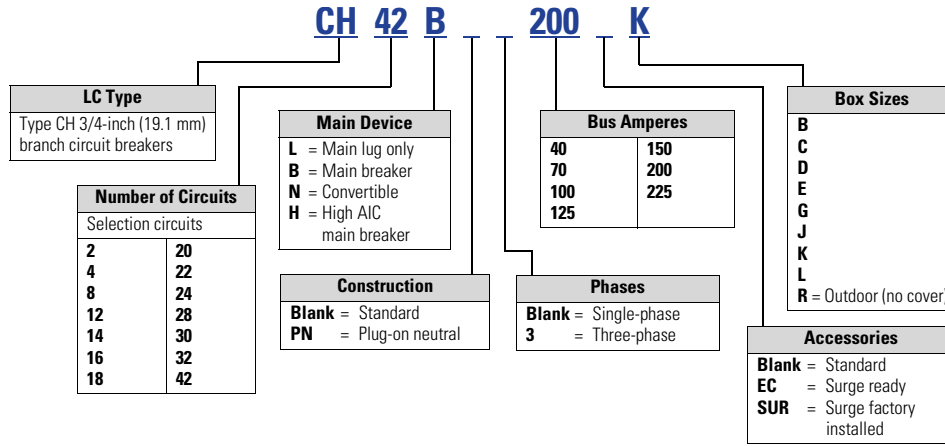 CH 42 B _ _ 200 _ K
LC Type
Type CH 3/4-inch (19.1 mm)
branch circuit breakers
Number of Circuits
Selection circuits
2 20
4 22
8 24
12 28
14 30
16 32
18 42
Main Device
L = Main lug only
B = Main breaker
N = Convertible
H = High AIC
main breaker
Construction
Blank = Standard
PN = Plug-on neutral
Phases
Blank = Single-phase
3 = Three-phase
Bus Amperes
40 150
70 200
100 225
125
Box Sizes
B
C
D
E
G
J
K
L
R = Outdoor (no cover)
Accessories
Blank = Standard
EC = Surge ready
SUR = Surge factory
installed